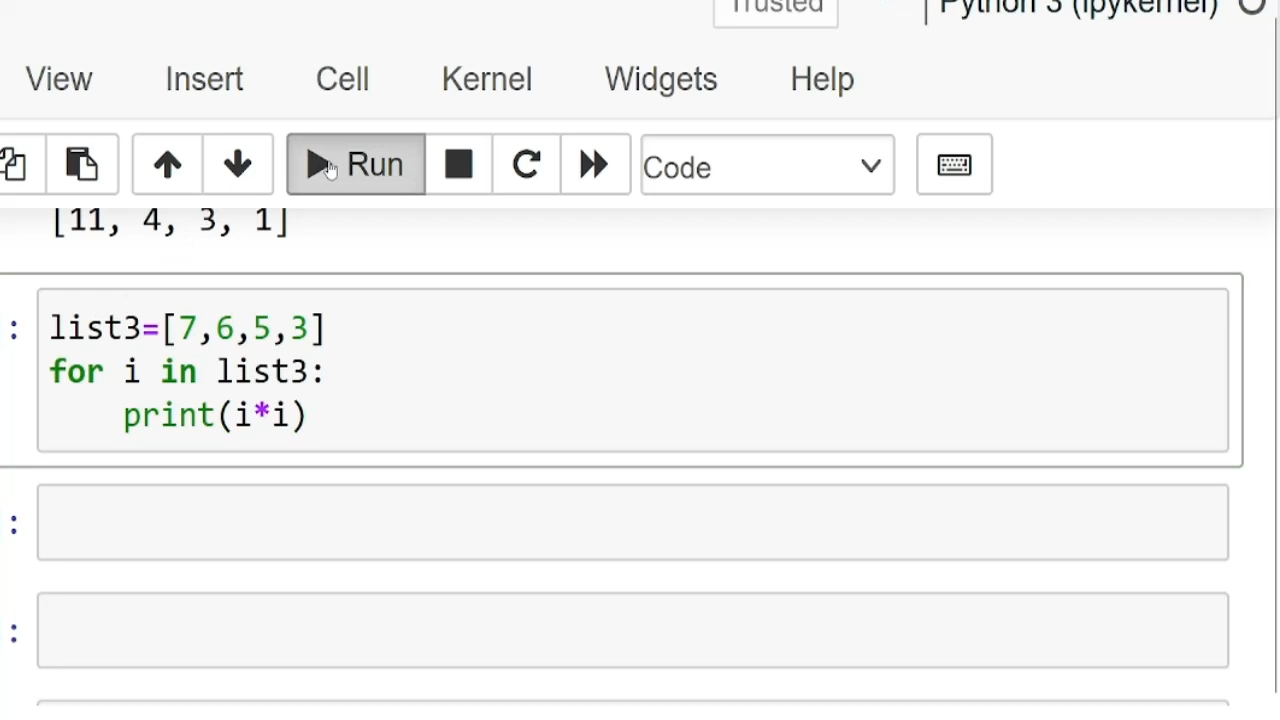 Trusted
Python 3 (ipykernel)
View Insert Cell Kernel Widgets Help
Run Code
[11, 4, 3, 1]
: list3=[7,6,5,3]
for i in list3:
    print(i*i)
:
: